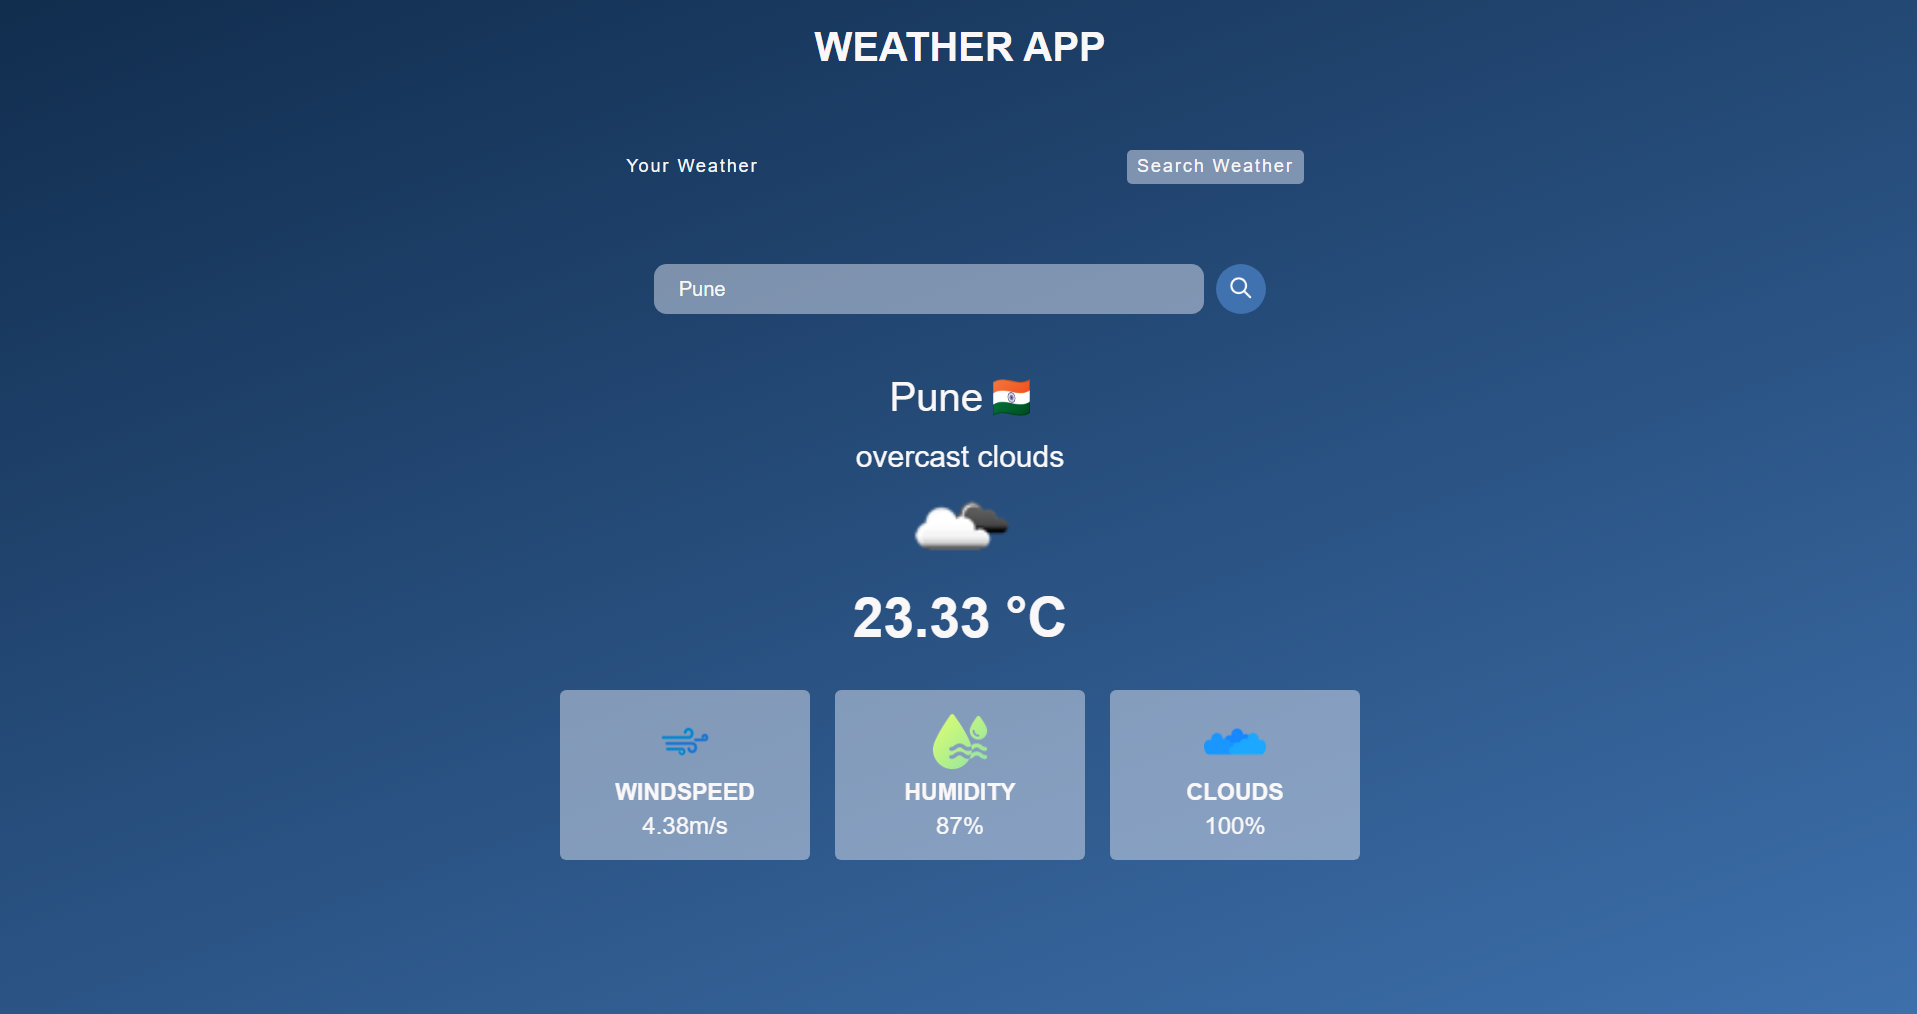 WEATHER APP
Your Weather
Search Weather
Pune
Pune
overcast clouds
23.33 °C
WINDSPEED
4.38m/s
HUMIDITY
87%
CLOUDS
100%